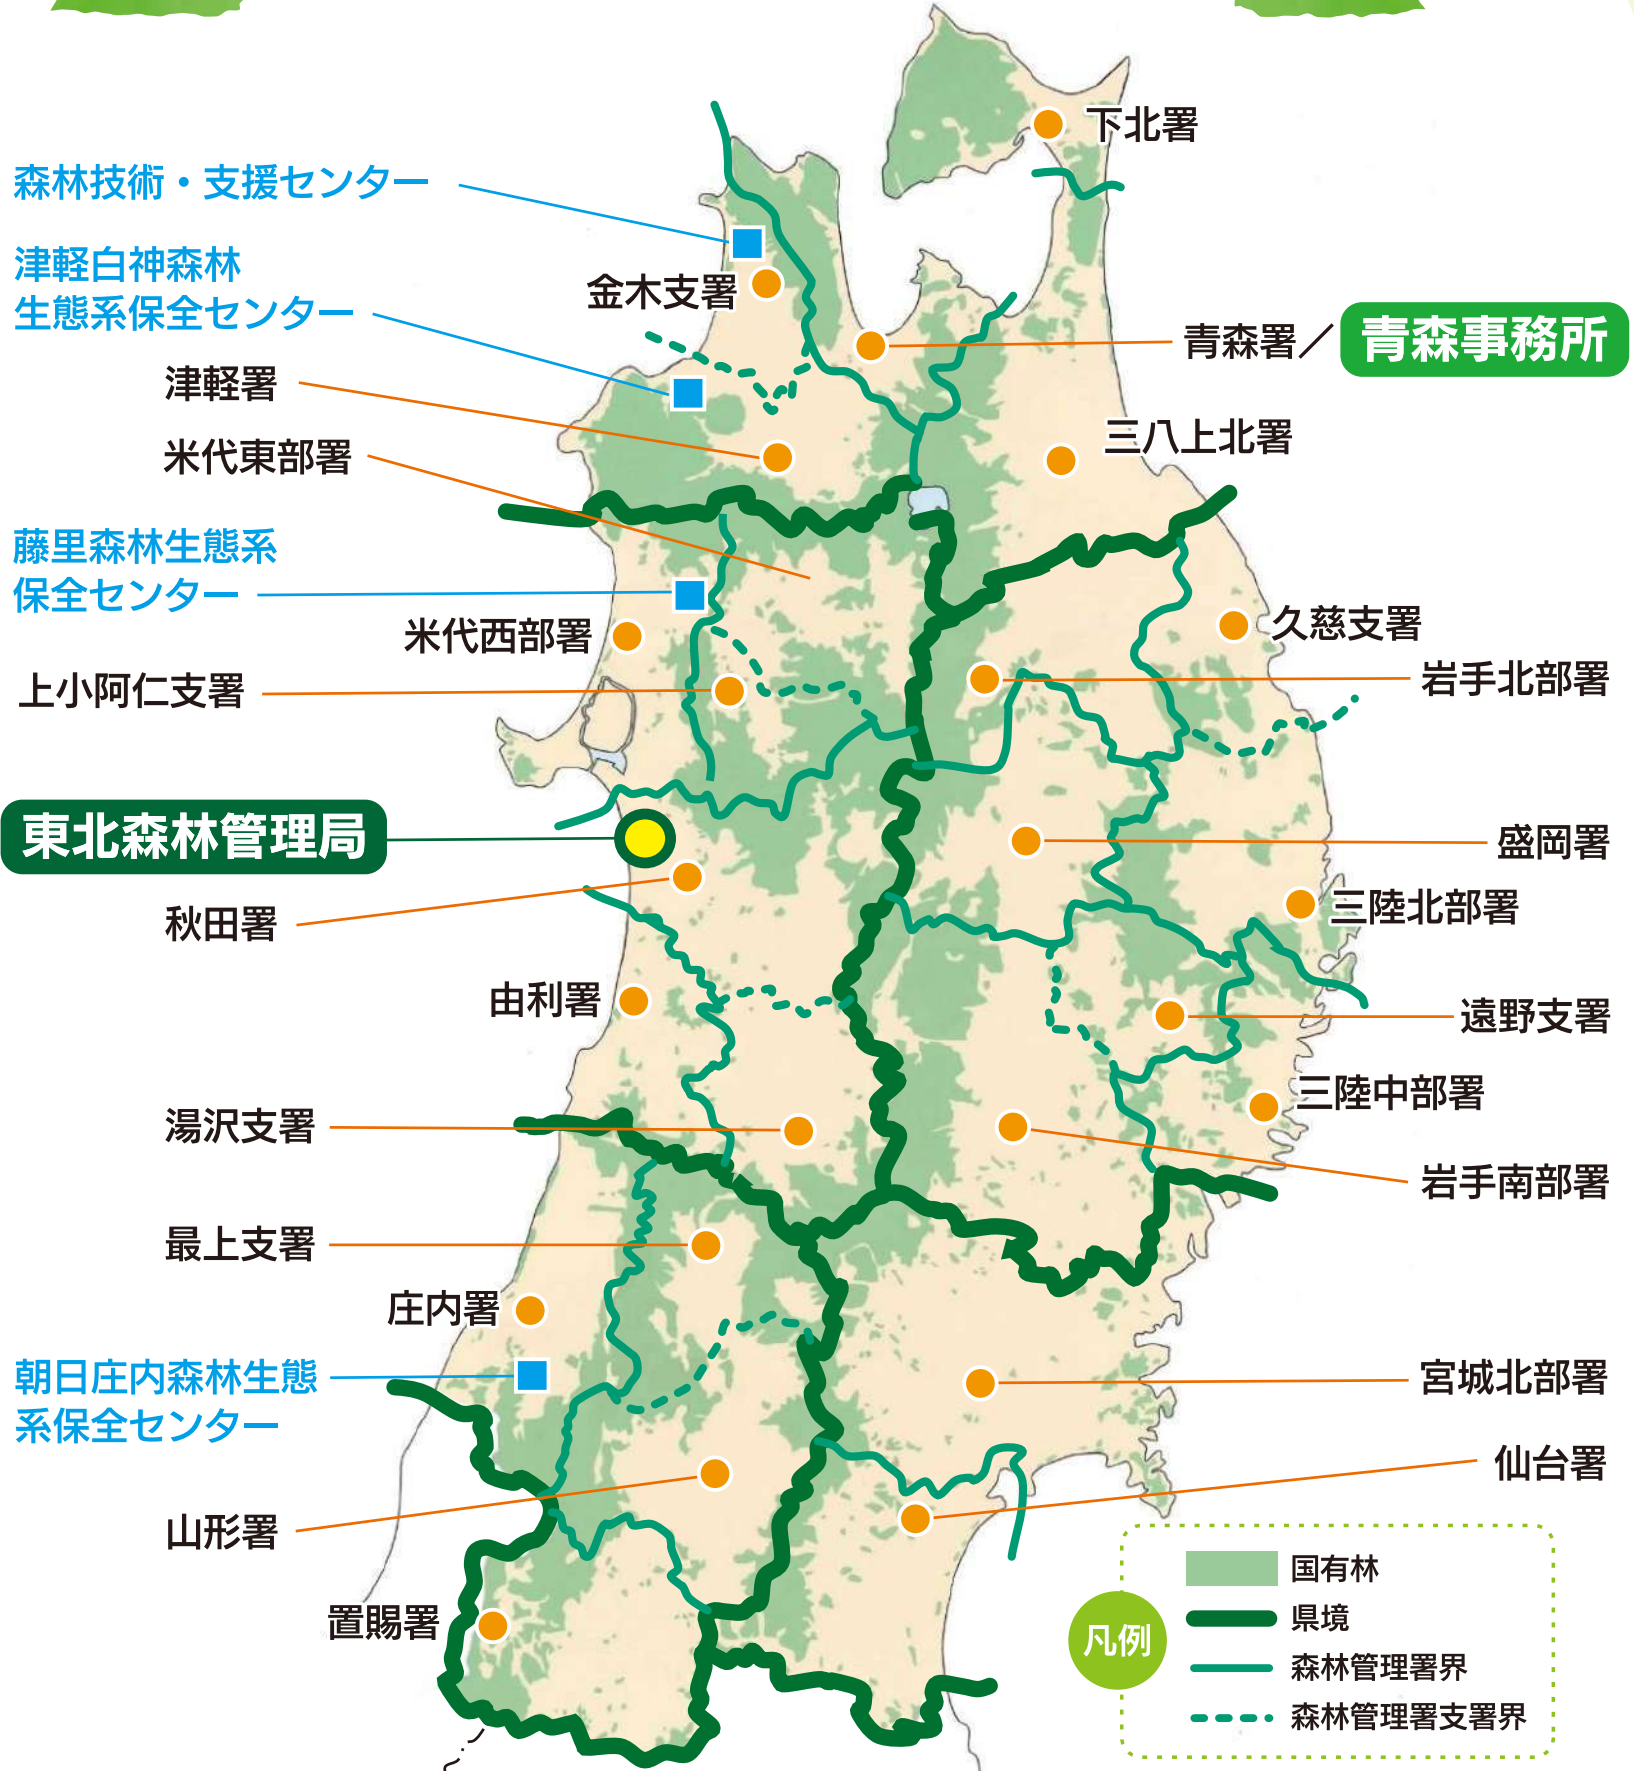 下北署
森林技術・支援センター
津軽白神森林
生態系保全センター
金木支署
青森署／
青森事務所
津軽署
三八上北署
米代東部署
藤里森林生態系
保全センター
米代西部署
久慈支署
上小阿仁支署
岩手北部署
東北森林管理局
盛岡署
秋田署
三陸北部署
由利署
遠野支署
湯沢支署
三陸中部署
岩手南部署
最上支署
庄内署
朝日庄内森林生態
系保全センター
宮城北部署
仙台署
山形署
置賜署
凡例
国有林
県境
森林管理署界
森林管理署支署界